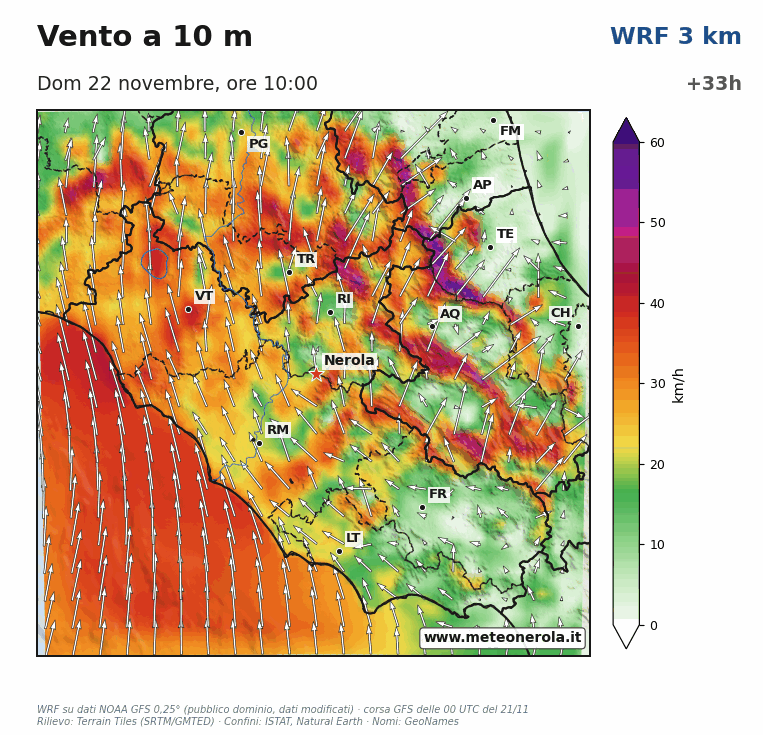 Vento a 10 m
WRF 3 km
Dom 22 novembre, ore 10:00
+33h
FM
PG
AP
TE
TR
VT
RI
AQ
CH
Nerola
RM
FR
LT
www.meteonerola.it
60
50
40
30
20
10
0
km/h
WRF su dati NOAA GFS 0,25° (pubblico dominio, dati modificati) · corsa GFS delle 00 UTC del 21/11
Rilievo: Terrain Tiles (SRTM/GMTED) · Confini: ISTAT, Natural Earth · Nomi: GeoNames